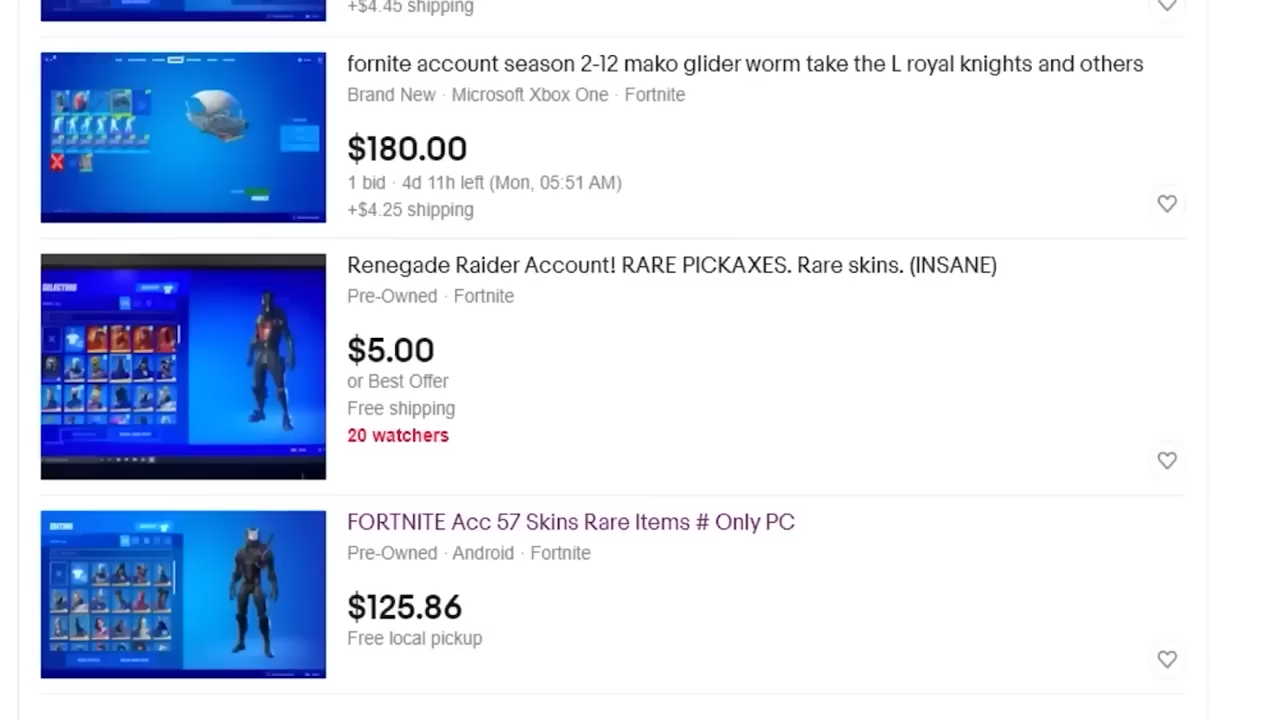 +$4.45 shipping
fornite account season 2-12 mako glider worm take the L royal knights and others
Brand New · Microsoft Xbox One · Fortnite
$180.00
1 bid · 4d 11h left (Mon, 05:51 AM)
+$4.25 shipping
Renegade Raider Account! RARE PICKAXES. Rare skins. (INSANE)
Pre-Owned · Fortnite
$5.00
or Best Offer
Free shipping
20 watchers
SELECTING
FORTNITE Acc 57 Skins Rare Items # Only PC
Pre-Owned · Android · Fortnite
$125.86
Free local pickup
EDITING